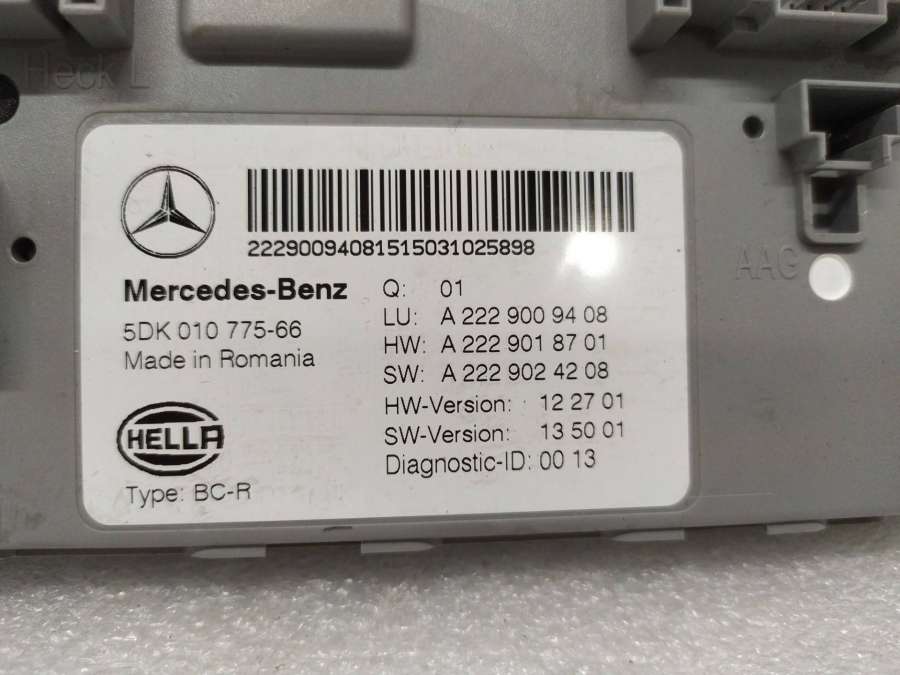 Heck L
2229009408151503102​5898
Mercedes-Benz
5DK 010 775-66
Made in Romania
HELLA
Type: BC-R
Q: 01
LU: A 222 900 94 08
HW: A 222 901 87 01
SW: A 222 902 42 08
HW-Version: 12 27 01
SW-Version: 13 50 01
Diagnostic-ID: 00 13
AAG